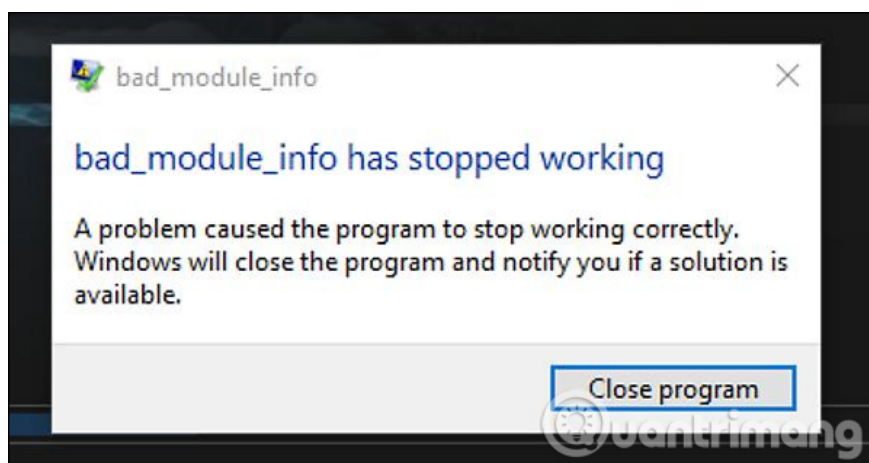 bad_module_info
bad_module_info has stopped working
A problem caused the program to stop working correctly.
Windows will close the program and notify you if a solution is
available.
Close program
Quantrimang